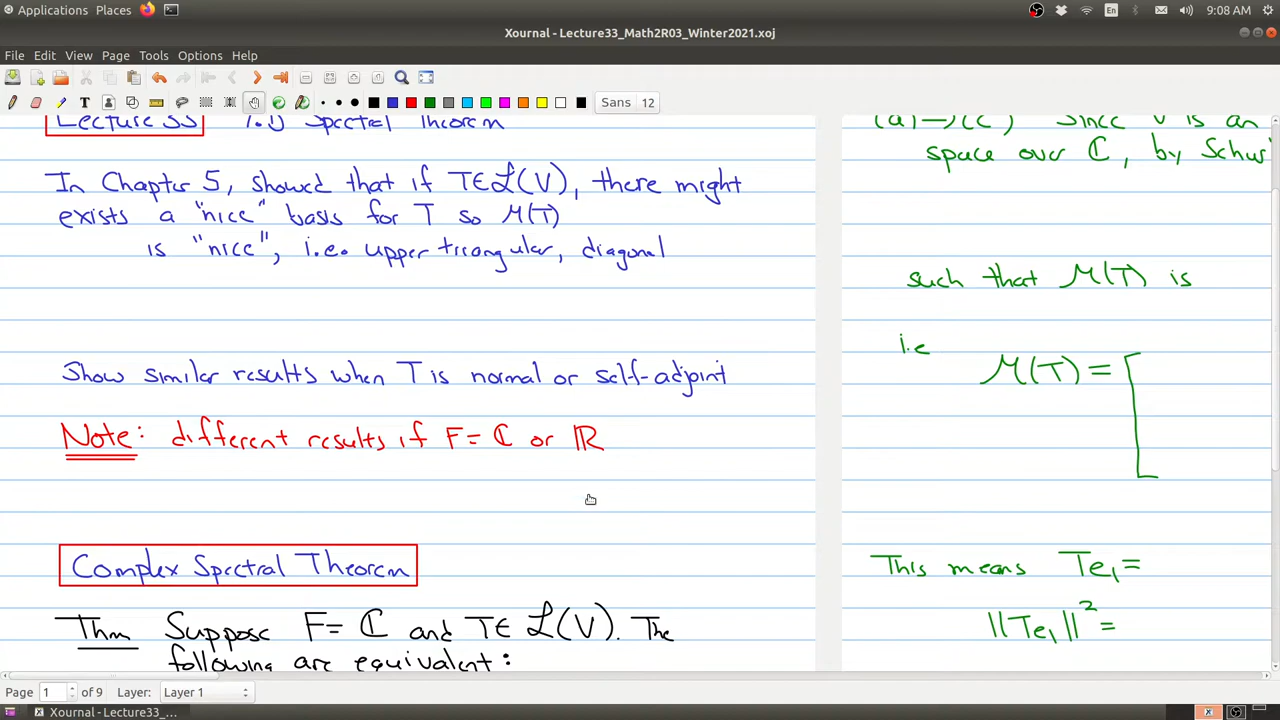 Applications Places En 9:08 AM
Xournal - Lecture33_Math2R03_Winter2021.xoj
File Edit View Page Tools Options Help
Sans 12
Lecture 33 Spectral Theorem
In Chapter 5, showed that if T∈ℒ(V), there might
exists a "nice" basis for T so M(T)
is "nice", i.e. upper triangular, diagonal
Show similar results when T is normal or self-adjoint
Note: different results if F = ℂ or ℝ
Complex Spectral Theorem
Thm Suppose F = ℂ and T∈ ℒ(V). The
following are equivalent:
(a)→(c) Since V is an
space over ℂ, by Schur'
such that M(T) is
i.e
M(T) = [
This means Te₁ =
||Te₁||² =
Page 1 of 9 Layer: Layer 1
Xournal - Lecture33_...